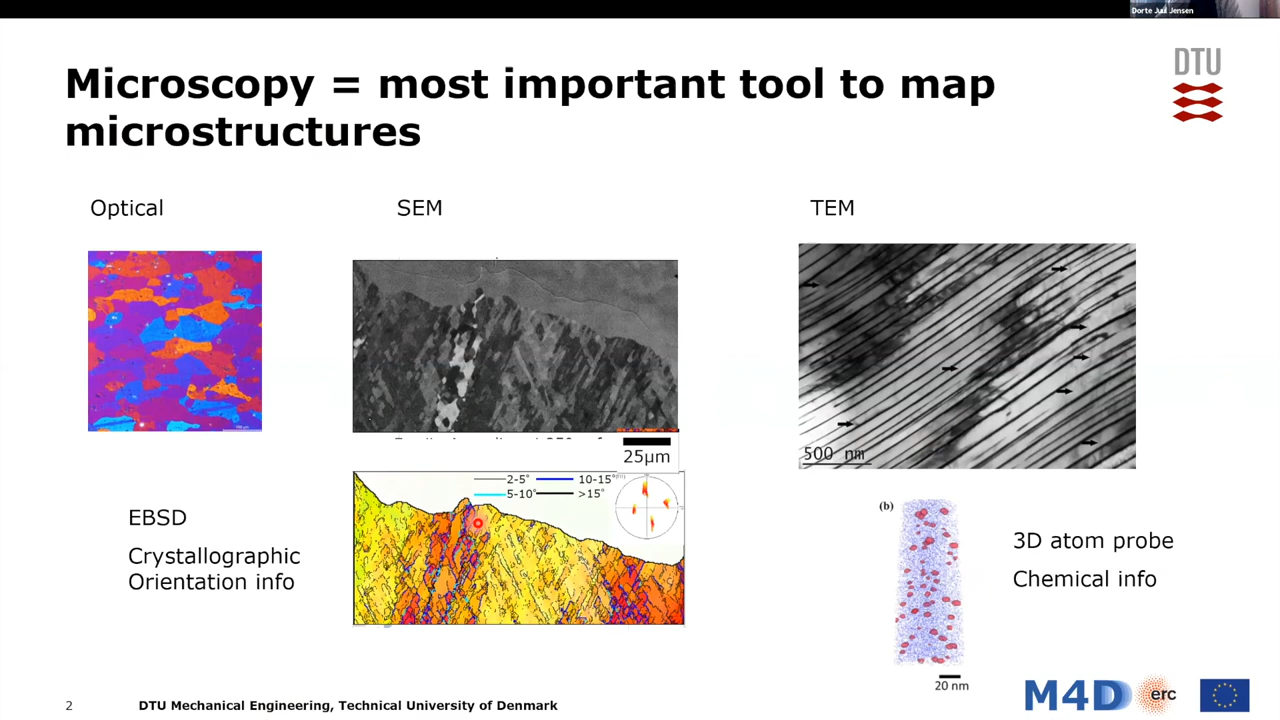 Dorte Juul Jensen
Microscopy = most important tool to map
microstructures
DTU
Optical
SEM
TEM
25μm
500 nm
2-5°
10-15°
5-10°
>15°
EBSD
Crystallographic
Orientation info
(b)
3D atom probe
Chemical info
20 nm
2
DTU Mechanical Engineering, Technical University of Denmark
M4D
erc